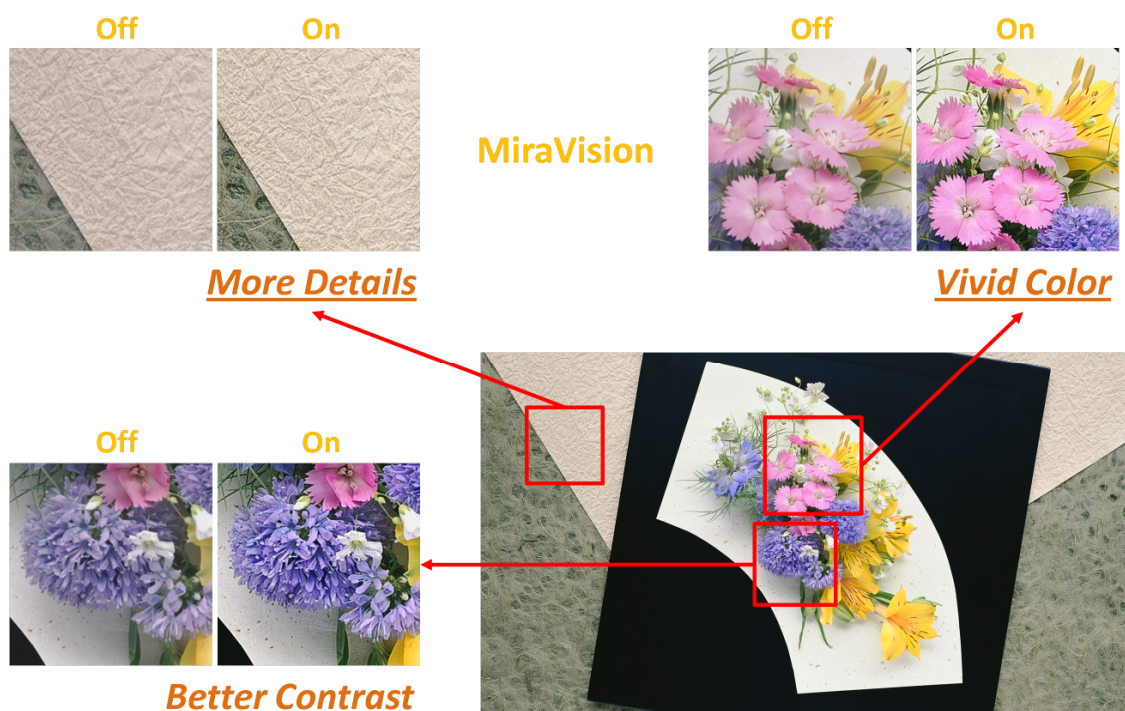 Off On
Off On
MiraVision
More Details
Vivid Color
Off On
Better Contrast